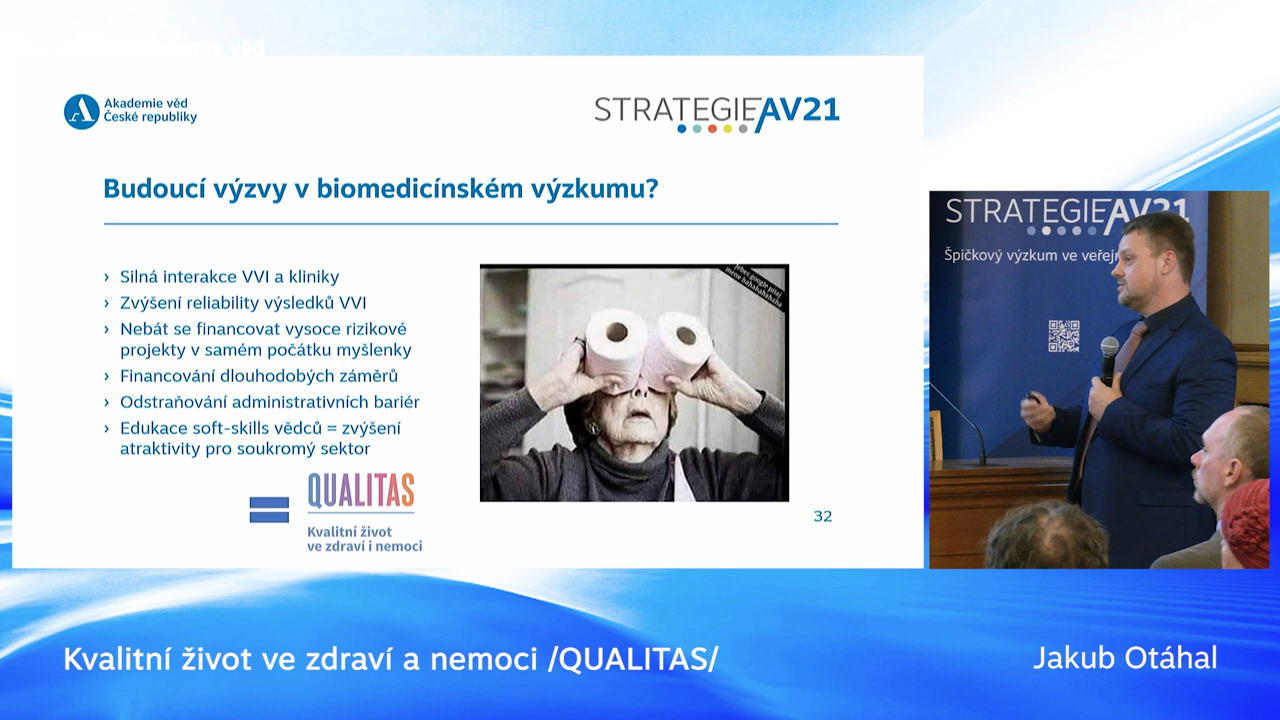 mie věd
Akademie věd
České republiky
STRATEGIE AV21
Budoucí výzvy v biomedicínském výzkumu?
› Silná interakce VVI a kliniky
› Zvýšení reliability výsledků VVI
› Nebát se financovat vysoce rizikové
projekty v samém počátku myšlenky
› Financování dlouhodobých záměrů
› Odstraňování administrativních bariér
› Edukace soft-skills vědců = zvýšení
atraktivity pro soukromý sektor
= QUALITAS
Kvalitní život
ve zdraví i nemoci
32
STRATEGIE AV21
Špičkový výzkum ve veřej
Kvalitní život ve zdraví a nemoci /QUALITAS/
Jakub Otáhal